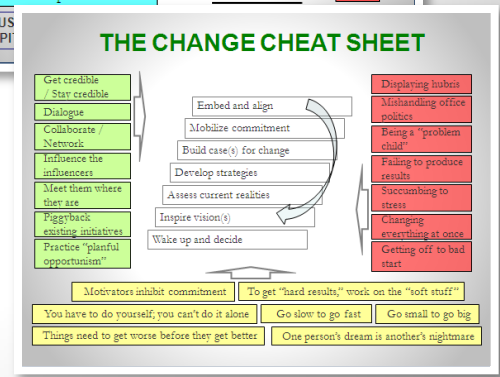 US
PI
THE CHANGE CHEAT SHEET
Get credible
/ Stay credible
Dialogue
Collaborate /
Network
Influence the
influencers
Meet them where
they are
Piggyback
existing initiatives
Practice “planful
opportunism”
Embed and align
Mobilize commitment
Build case(s) for change
Develop strategies
Assess current realities
Inspire vision(s)
Wake up and decide
Displaying hubris
Mishandling office
politics
Being a “problem
child”
Failing to produce
results
Succumbing to
stress
Changing
everything at once
Getting off to bad
start
Motivators inhibit commitment
To get “hard results,” work on the “soft stuff”
You have to do yourself; you can't do it alone
Go slow to go fast
Go small to go big
Things need to get worse before they get better
One person's dream is another's nightmare